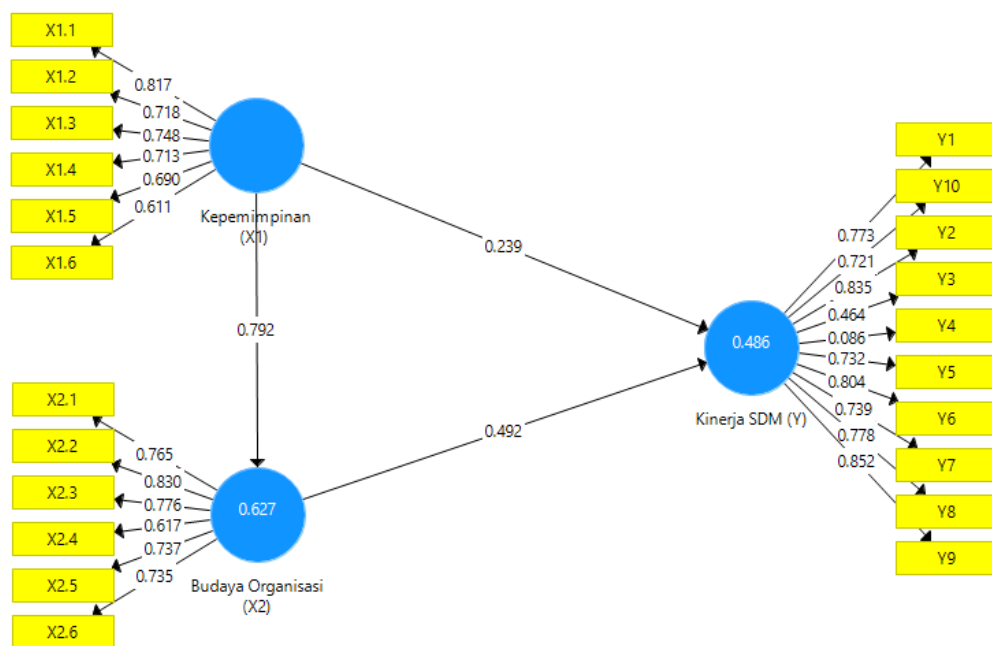 X1.1
X1.2
X1.3
X1.4
X1.5
X1.6
0.817
0.718
0.748
0.713
0.690
0.611
Kepemimpinan
(X1)
0.239
0.792
X2.1
X2.2
X2.3
X2.4
X2.5
X2.6
0.765
0.830
0.776
0.617
0.737
0.735
0.627
Budaya Organisasi
(X2)
0.492
0.486
Kinerja SDM (Y)
0.773
0.721
0.835
0.464
0.086
0.732
0.804
0.739
0.778
0.852
Y1
Y10
Y2
Y3
Y4
Y5
Y6
Y7
Y8
Y9